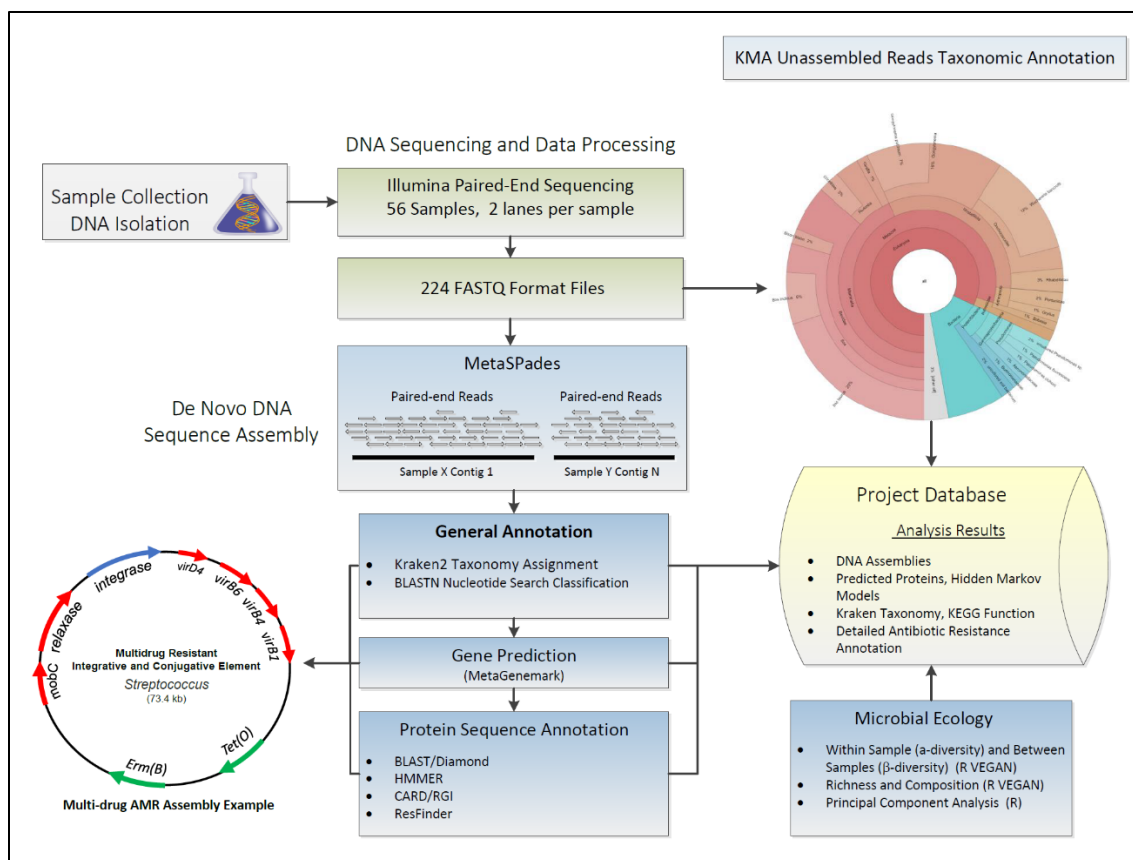 KMA Unassembled Reads Taxonomic Annotation
DNA Sequencing and Data Processing
Sample Collection
DNA Isolation
Illumina Paired-End Sequencing
56 Samples, 2 lanes per sample
224 FASTQ Format Files
MetaSPades
Paired-end Reads
Paired-end Reads
Sample X Contig 1
Sample Y Contig N
De Novo DNA
Sequence Assembly
General Annotation
• Kraken2 Taxonomy Assignment
• BLASTN Nucleotide Search Classification
Gene Prediction
(MetaGenemark)
Protein Sequence Annotation
• BLAST/Diamond
• HMMER
• CARD/RGI
• ResFinder
integrase
virD4
virB6
virB4
virB1
relaxase
mobC
Multidrug Resistant
Integrative and Conjugative Element
Streptococcus
(73.4 kb)
Tet(O)
Erm(B)
Multi-drug AMR Assembly Example
Project Database
Analysis Results
• DNA Assemblies
• Predicted Proteins, Hidden Markov
Models
• Kraken Taxonomy, KEGG Function
• Detailed Antibiotic Resistance
Annotation
Microbial Ecology
• Within Sample (a-diversity) and Between
Samples (β-diversity) (R VEGAN)
• Richness and Composition (R VEGAN)
• Principal Component Analysis (R)